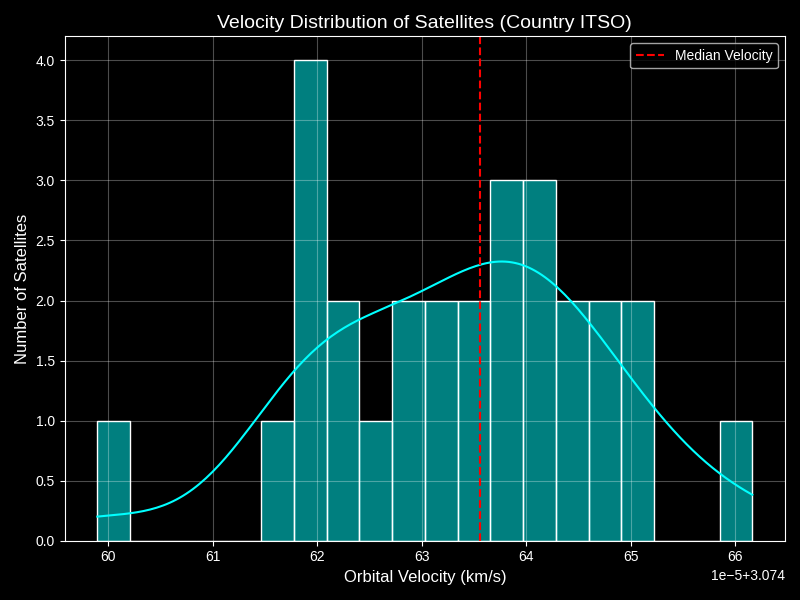 Velocity Distribution of Satellites (Country ITSO)
Median Velocity
4.0
3.5
3.0
2.5
2.0
1.5
1.0
0.5
0.0
Number of Satellites
60 61 62 63 64 65 66
Orbital Velocity (km/s)
1e-5+3.074